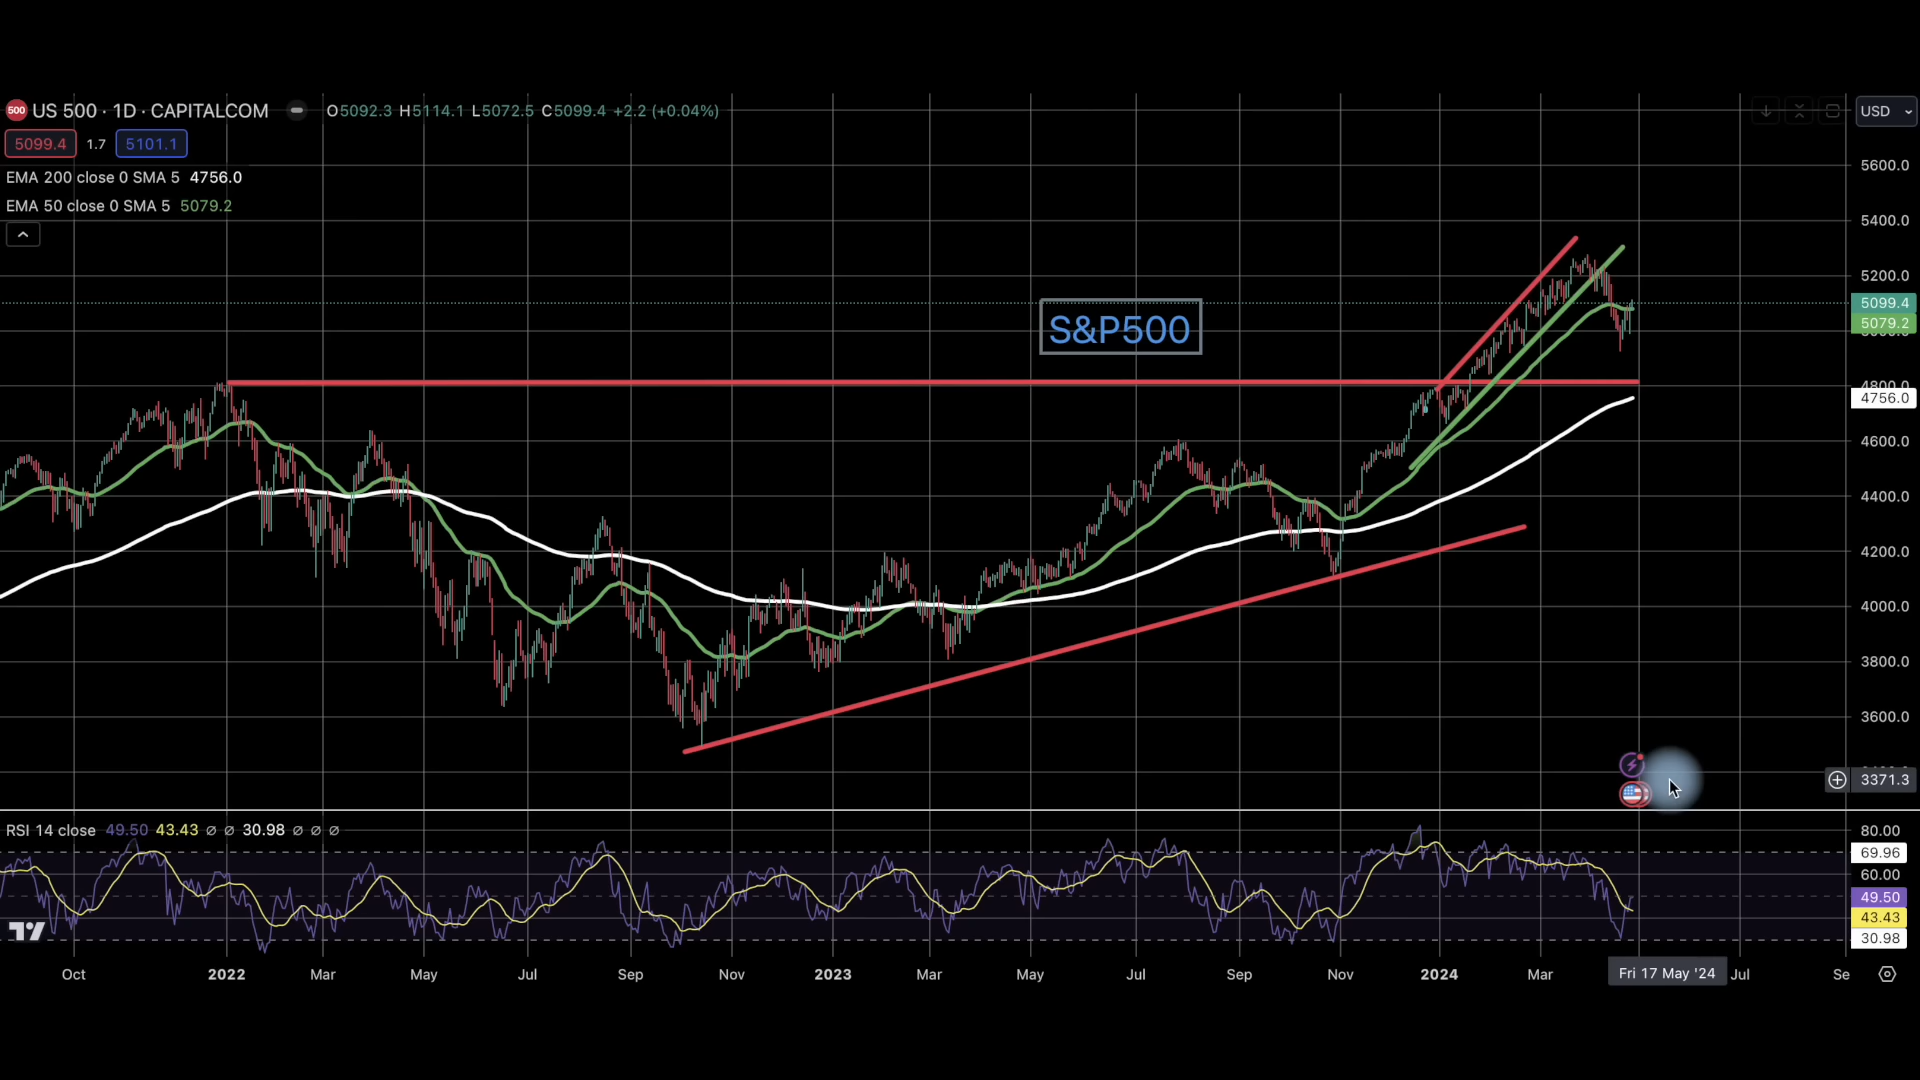 500 US 500 · 1D · CAPITALCOM O5092.3 H5114.1 L5072.5 C5099.4 +2.2 (+0.04%)
USD
5099.4 1.7 5101.1
EMA 200 close 0 SMA 5 4756.0
EMA 50 close 0 SMA 5 5079.2
S&P500
5600.0
5400.0
5200.0
5099.4
5079.2
4800.0
4756.0
4600.0
4400.0
4200.0
4000.0
3800.0
3600.0
3371.3
RSI 14 close 49.50 43.43 ∅ ∅ 30.98 ∅ ∅ ∅
80.00
69.96
60.00
49.50
43.43
30.98
Oct 2022 Mar May Jul Sep Nov 2023 Mar May Jul Sep Nov 2024 Mar Fri 17 May '24 Jul Se